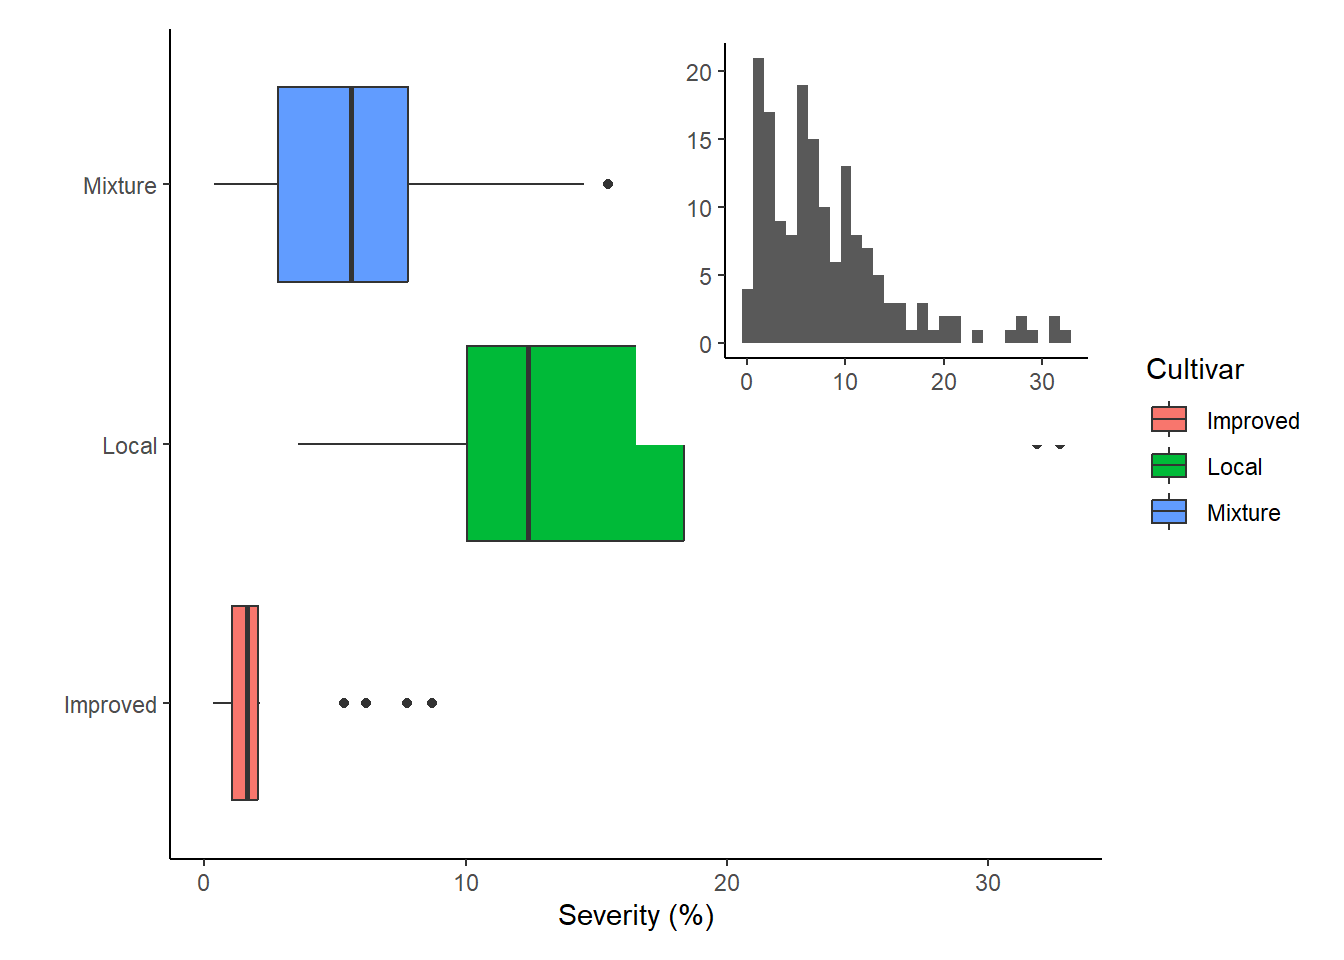 Mixture
Local
Improved
0 10 20 30
Severity (%)
20
15
10
5
0
0 10 20 30
Cultivar
Improved
Local
Mixture